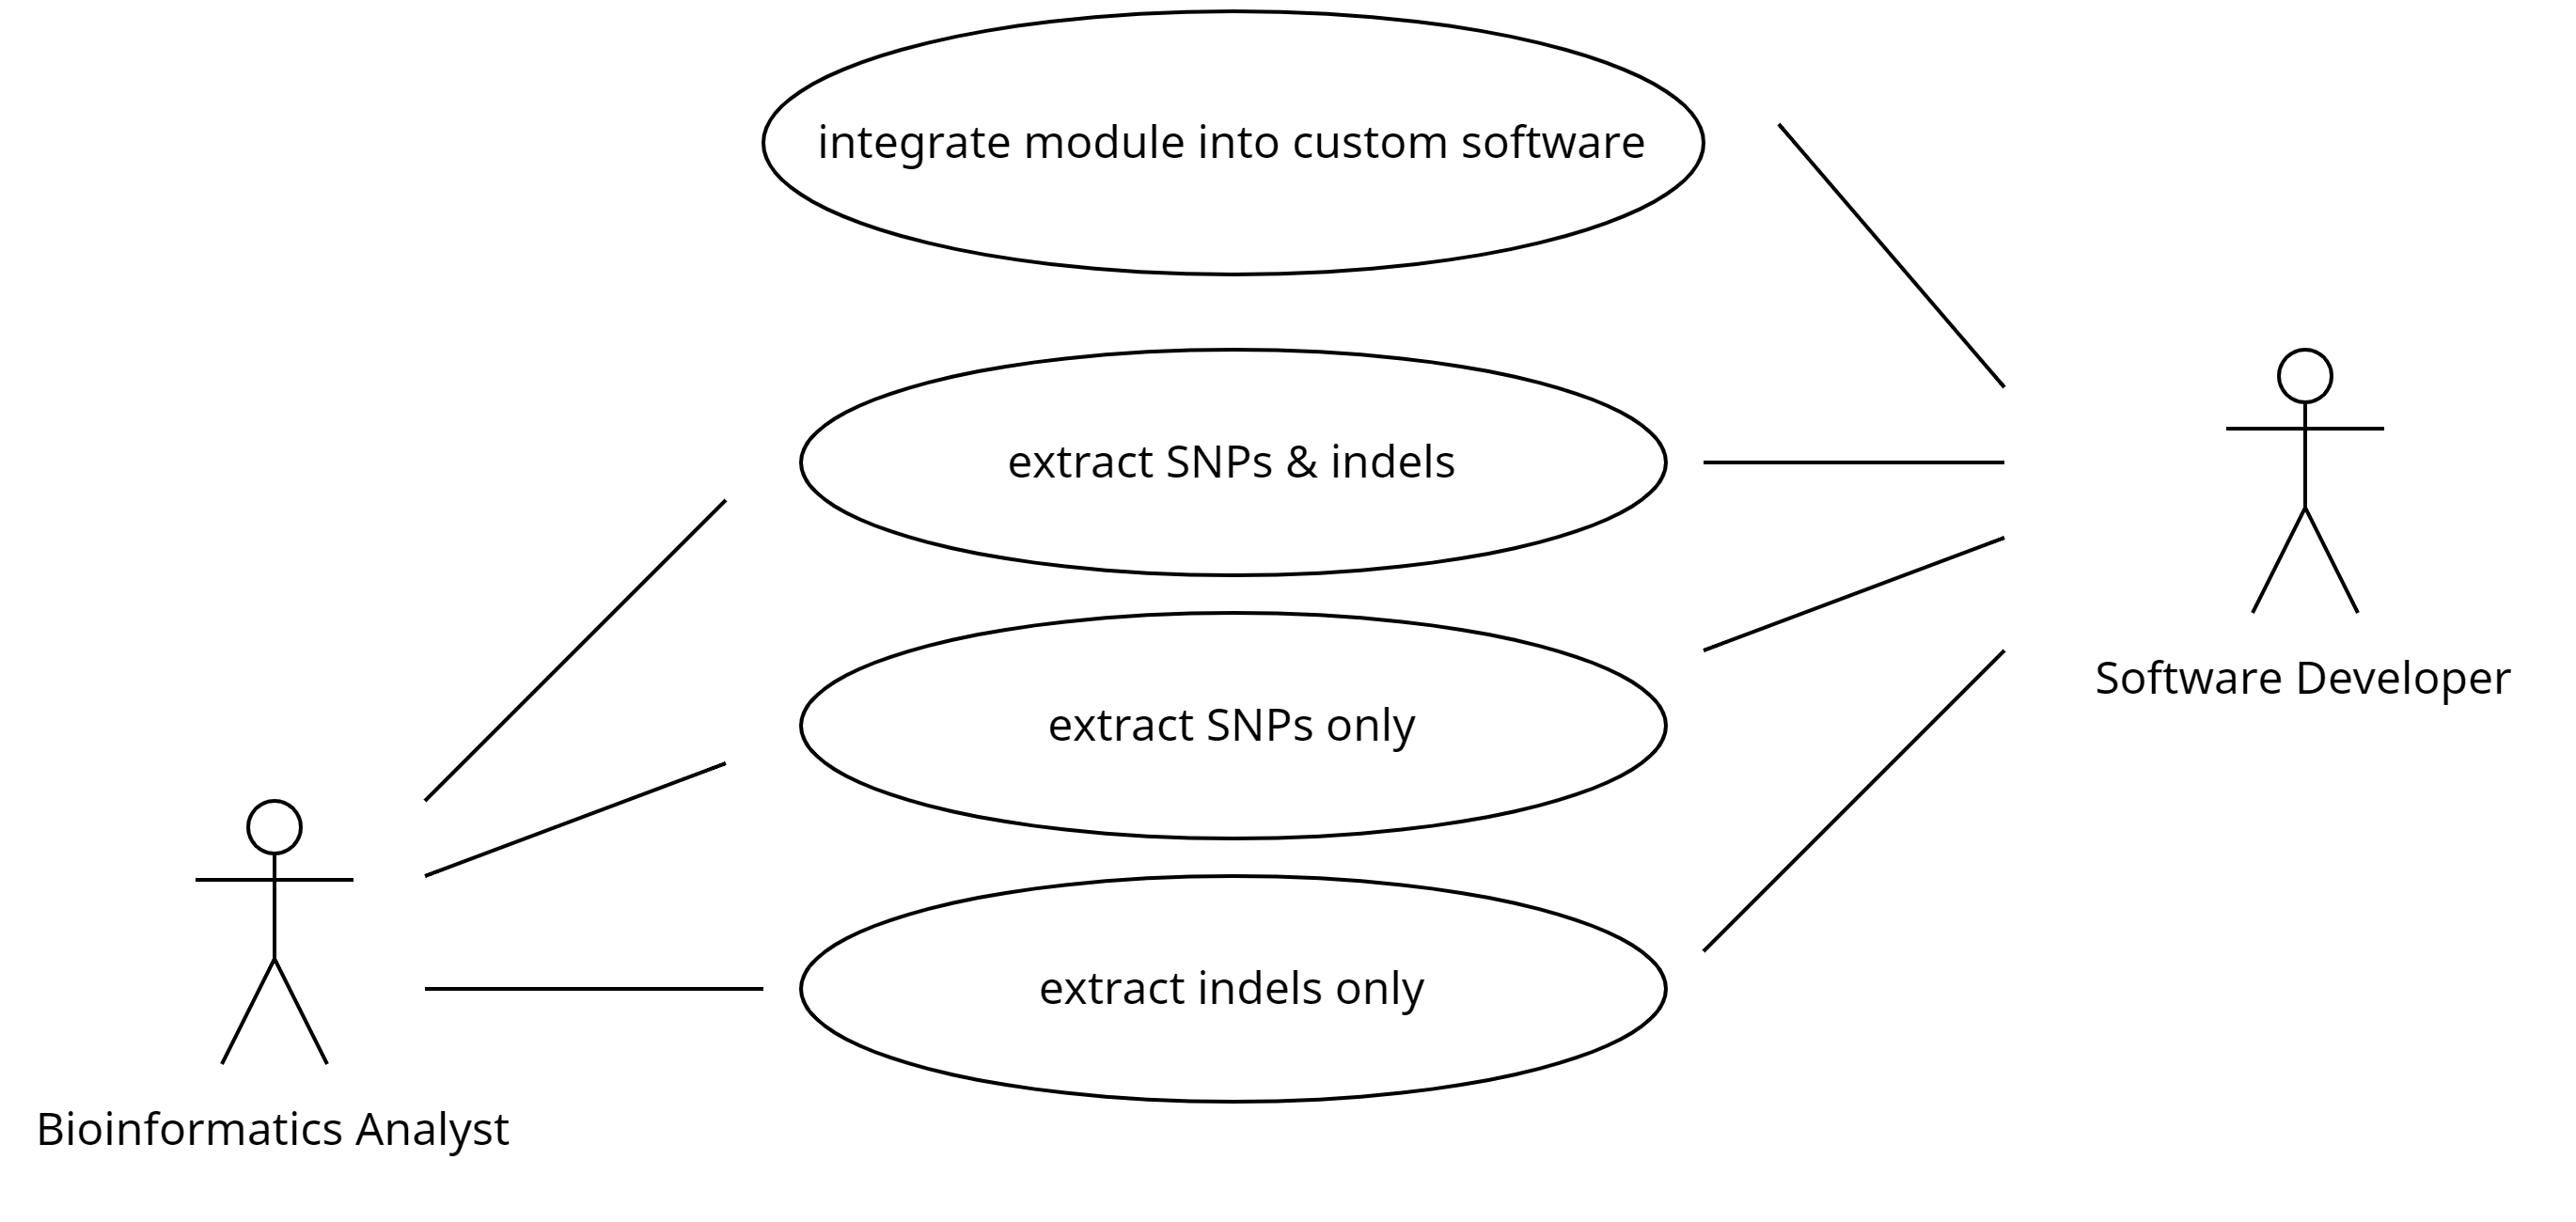 integrate module into custom software
extract SNPs & indels
Software Developer
extract SNPs only
extract indels only
Bioinformatics Analyst